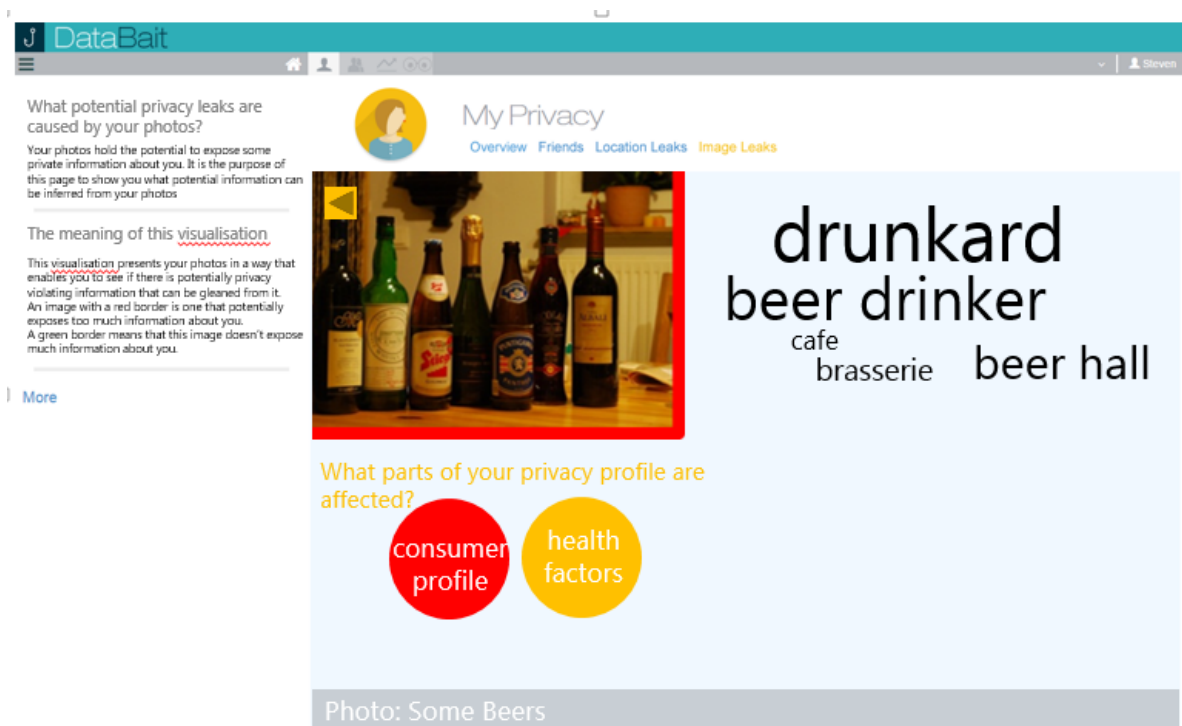 DataBait
Steven
What potential privacy leaks are
caused by your photos?
Your photos hold the potential to expose some
private information about you. It is the purpose of
this page to show you what potential information can
be inferred from your photos
The meaning of this visualisation
This visualisation presents your photos in a way that
enables you to see if there is potentially privacy
violating information that can be gleaned from it.
An image with a red border is one that potentially
exposes too much information about you.
A green border means that this image doesn't expose
much information about you.
More
My Privacy
Overview Friends Location Leaks Image Leaks
drunkard
beer drinker
cafe
brasserie
beer hall
What parts of your privacy profile are
affected?
consumer
profile
health
factors
Photo: Some Beers